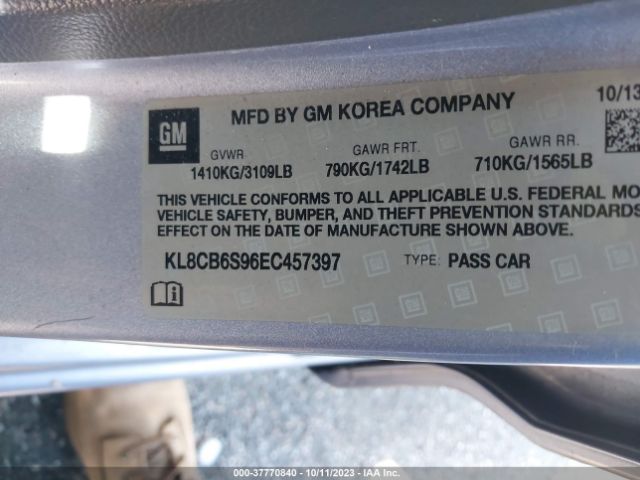 MFD BY GM KOREA COMPANY
10/13
GM
GVWR GAWR FRT. GAWR RR.
1410KG/3109LB 790KG/1742LB 710KG/1565LB
THIS VEHICLE CONFORMS TO ALL APPLICABLE U.S. FEDERAL MO
VEHICLE SAFETY, BUMPER, AND THEFT PREVENTION STANDARDS
EFFECT ON THE DATE OF MANUFACTURE SHOWN ABOVE.
KL8CB6S96EC457397 TYPE: PASS CAR
000-37770840 - 10/11/2023 - IAA Inc.